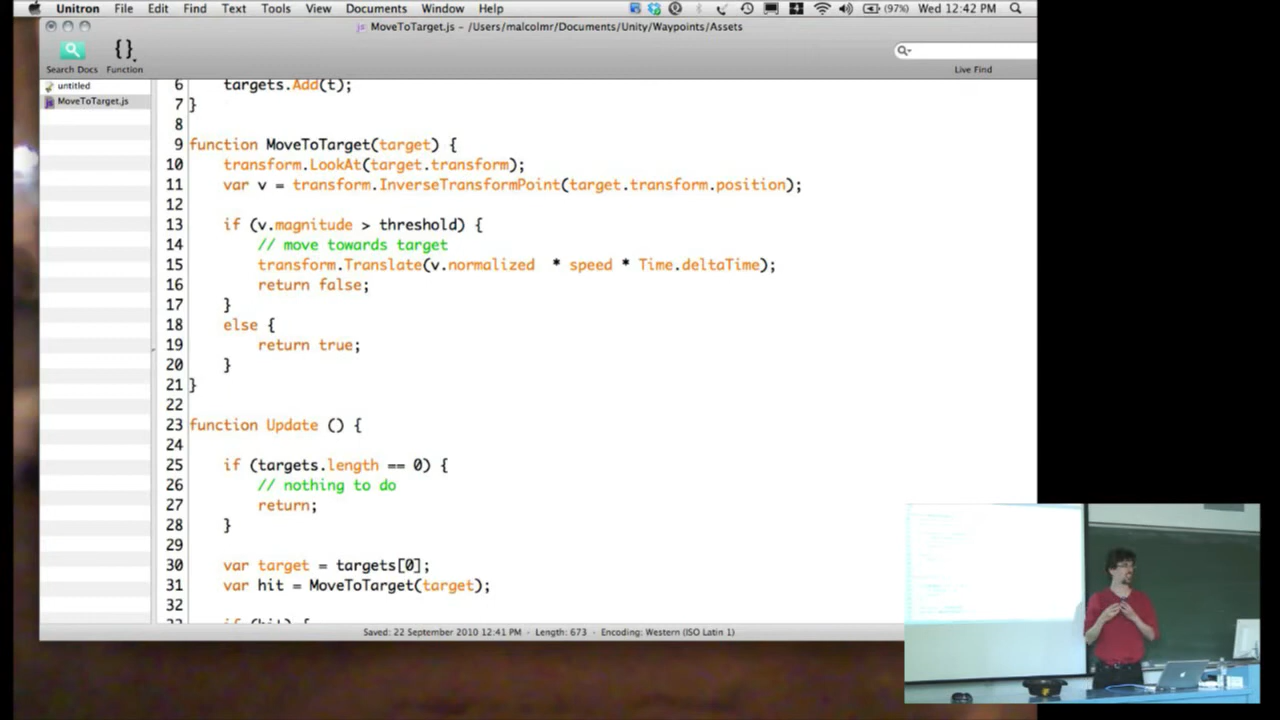 Unitron File Edit Find Text Tools View Documents Window Help (97%) Wed 12:42 PM
MoveToTarget.js – /Users/malcolmr/Documents/Unity/Waypoints/Assets
{}
Search Docs Function Live Find
untitled
MoveToTarget.js
6 targets.Add(t);
7 }
8
9 function MoveToTarget(target) {
10 transform.LookAt(target.transform);
11 var v = transform.InverseTransformPoint(target.transform.position);
12
13 if (v.magnitude > threshold) {
14 // move towards target
15 transform.Translate(v.normalized  * speed * Time.deltaTime);
16 return false;
17 }
18 else {
19 return true;
20 }
21 }
22
23 function Update () {
24
25 if (targets.length == 0) {
26 // nothing to do
27 return;
28 }
29
30 var target = targets[0];
31 var hit = MoveToTarget(target);
32
33 if (hit) {
Saved: 22 September 2010 12:41 PM · Length: 673 · Encoding: Western (ISO Latin 1)